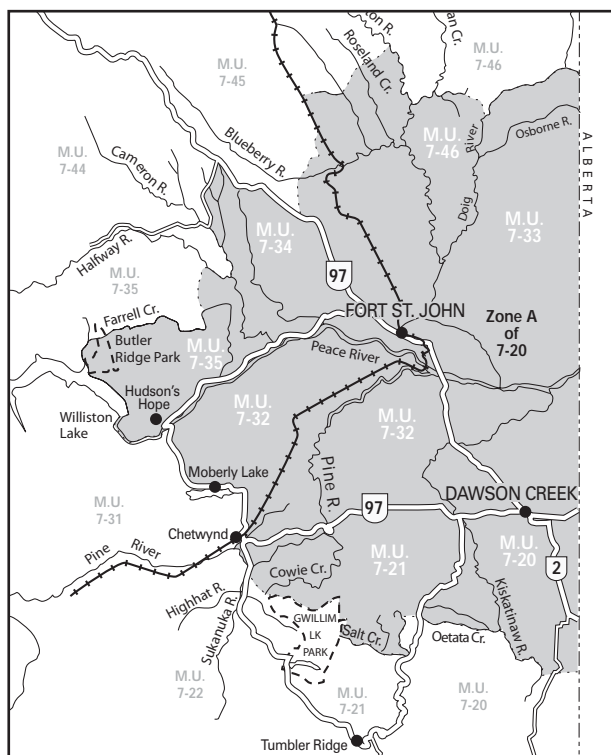 M.U.
7-45
ton R.
Roseland Cr.
an Cr.
M.U.
7-46
M.U.
7-44
Cameron R.
Blueberry R.
M.U.
7-46
River
Doig
Osborne R.
ALBERTA
Halfway R.
M.U.
7-34
M.U.
7-33
M.U.
7-35
97
Farrell Cr.
FORT ST. JOHN
Zone A
of
7-20
Butler
Ridge Park
M.U.
7-35
Peace River
Hudson's
Hope
Williston
Lake
M.U.
7-32
M.U.
7-32
Moberly Lake
Pine R.
M.U.
7-31
97
DAWSON CREEK
Chetwynd
Pine River
M.U.
7-21
M.U.
7-20
2
Cowie Cr.
Highhat R.
Sukanuka R.
GWILLIM
LK
PARK
Salt Cr.
Oetata Cr.
Kiskatinaw R.
M.U.
7-22
M.U.
7-21
M.U.
7-20
Tumbler Ridge